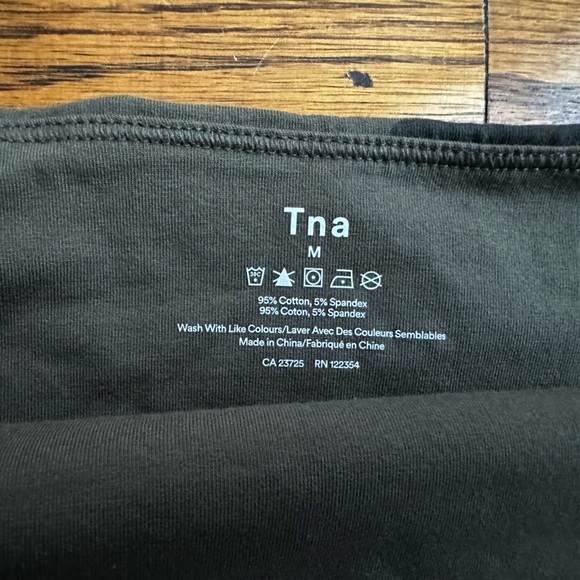 Tna
M
30C
95% Cotton, 5% Spandex
95% Coton, 5% Spandex
Wash With Like Colours/Laver Avec Des Couleurs Semblables
Made in China/Fabriqué en Chine
CA 23725 RN 122354